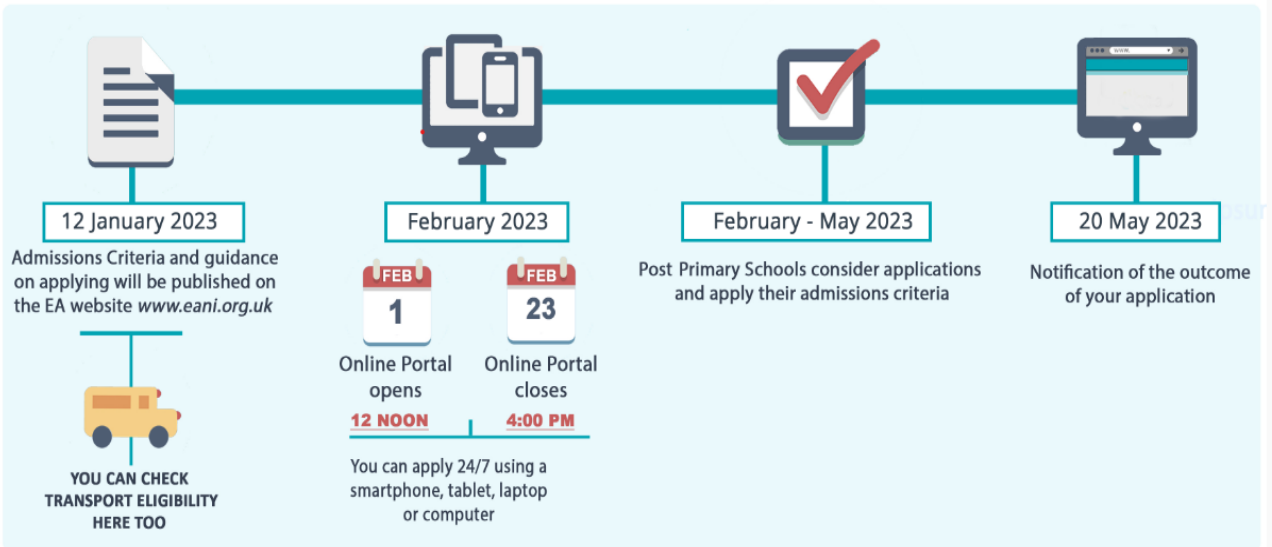 12 January 2023
Admissions Criteria and guidance
on applying will be published on
the EA website www.eani.org.uk
YOU CAN CHECK
TRANSPORT ELIGIBILITY
HERE TOO
February 2023
FEB
1
Online Portal
opens
12 NOON
FEB
23
Online Portal
closes
4:00 PM
You can apply 24/7 using a
smartphone, tablet, laptop
or computer
February - May 2023
Post Primary Schools consider applications
and apply their admissions criteria
www.
20 May 2023
Notification of the outcome
of your application